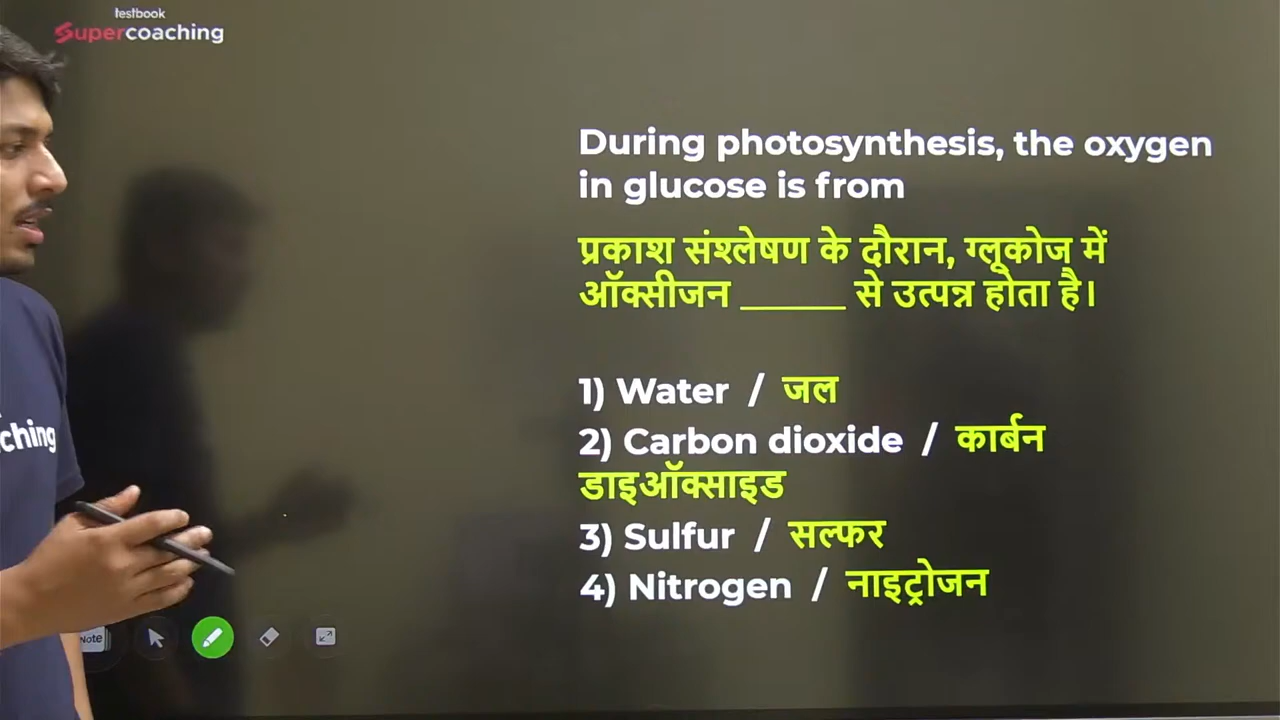 testbook
Supercoaching
During photosynthesis, the oxygen
in glucose is from
प्रकाश संश्लेषण के दौरान, ग्लूकोज में
ऑक्सीजन ______ से उत्पन्न होता है।
1) Water / जल
2) Carbon dioxide / कार्बन
डाइऑक्साइड
3) Sulfur / सल्फर
4) Nitrogen / नाइट्रोजन
ching
Note